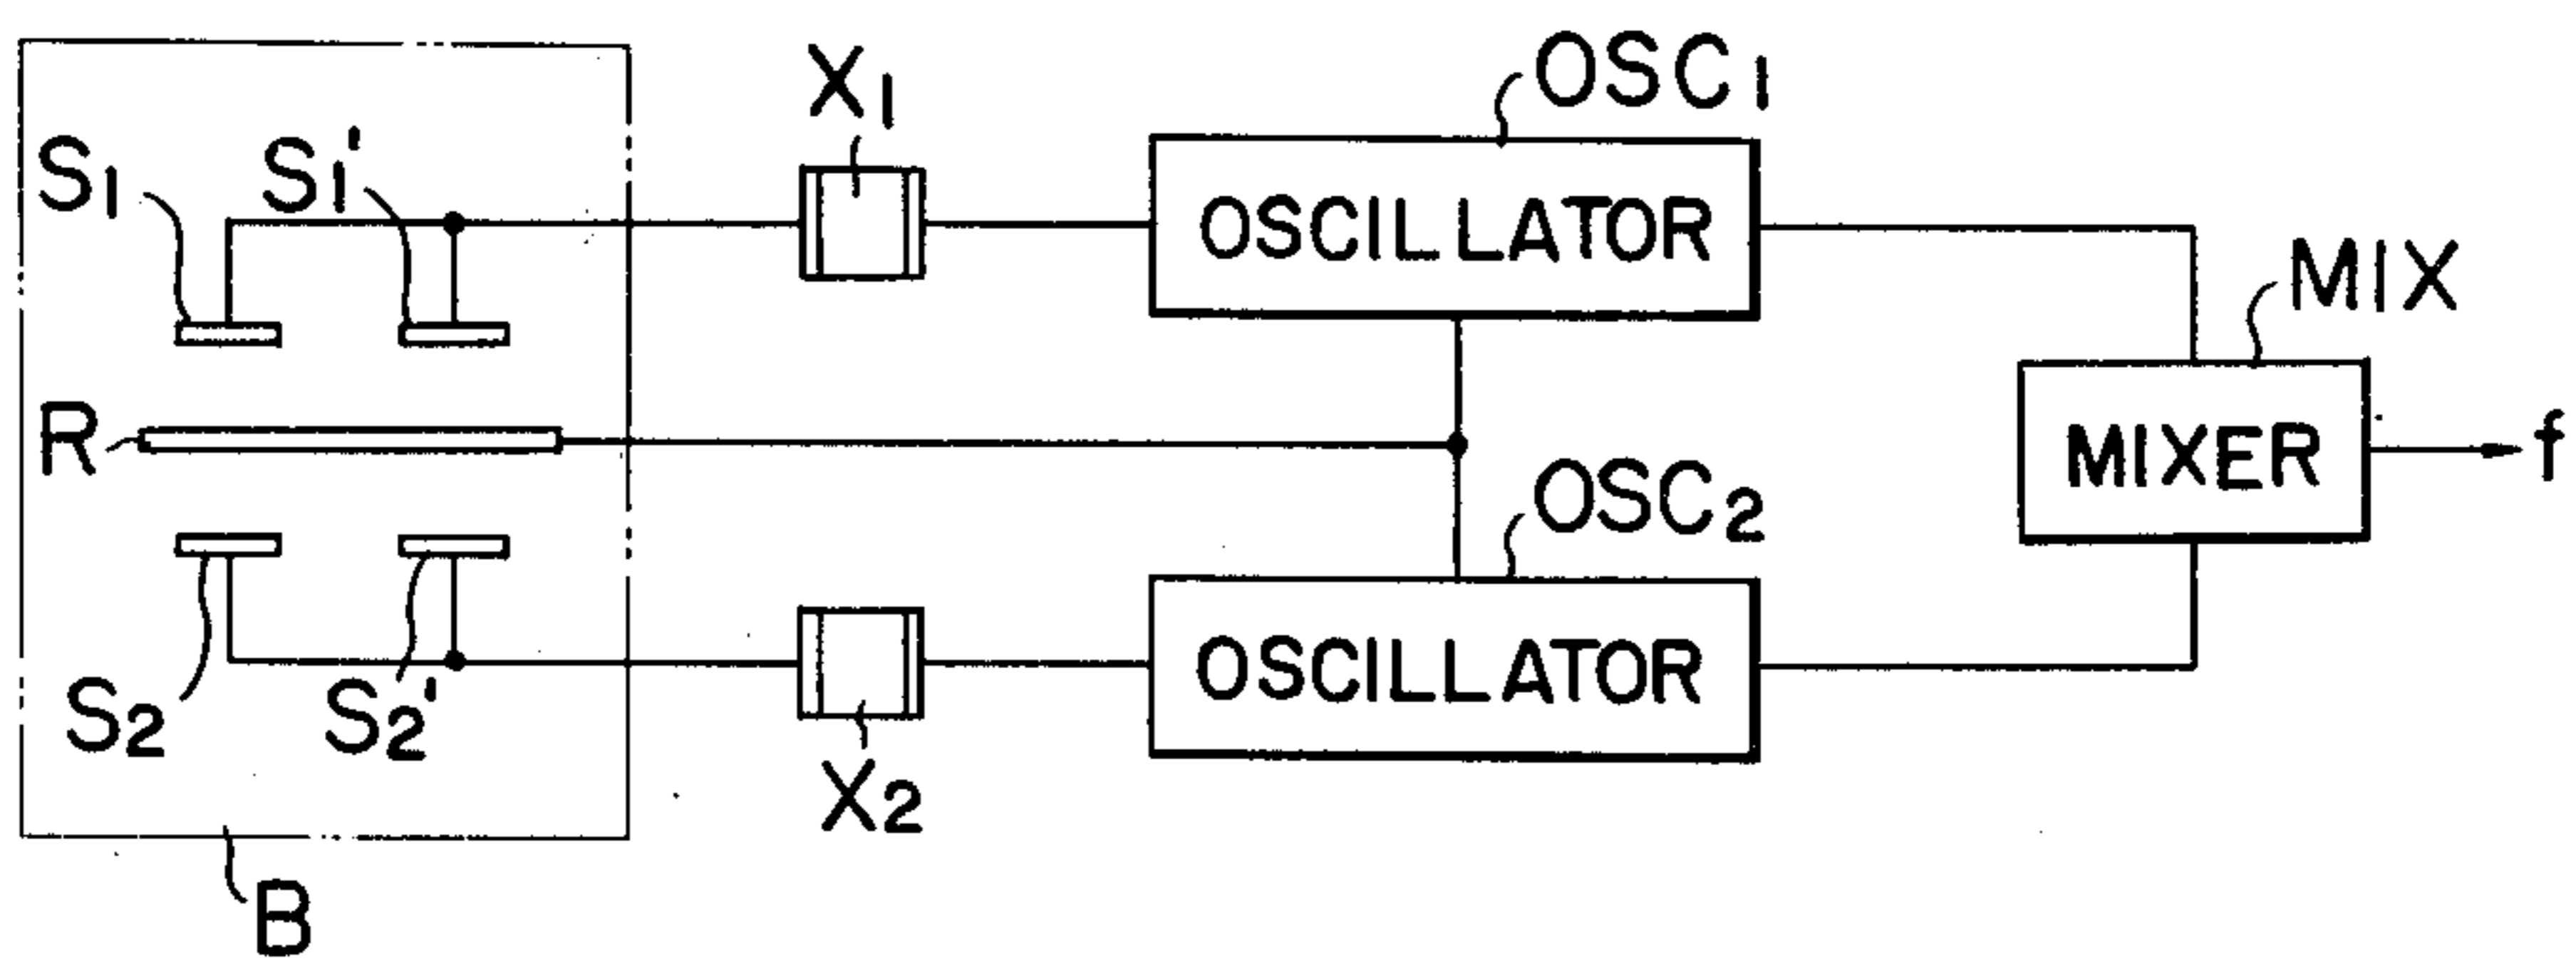 OSC₁
X₁
S₁
S₁'
OSCILLATOR
MIX
R
MIXER
f
OSC₂
S₂
S₂'
OSCILLATOR
X₂
B